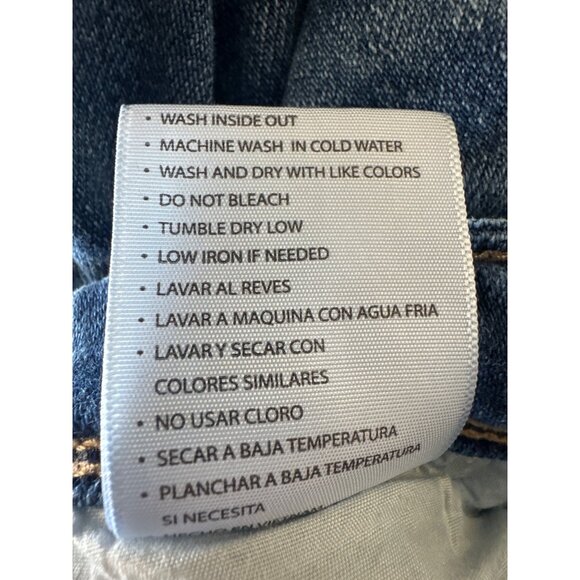 • WASH INSIDE OUT
• MACHINE WASH IN COLD WATER
• WASH AND DRY WITH LIKE COLORS
• DO NOT BLEACH
• TUMBLE DRY LOW
• LOW IRON IF NEEDED
• LAVAR AL REVES
• LAVAR A MAQUINA CON AGUA FRIA
• LAVAR Y SECAR CON
COLORES SIMILARES
• NO USAR CLORO
• SECAR A BAJA TEMPERATURA
• PLANCHAR A BAJA TEMPERATURA
SI NECESITA